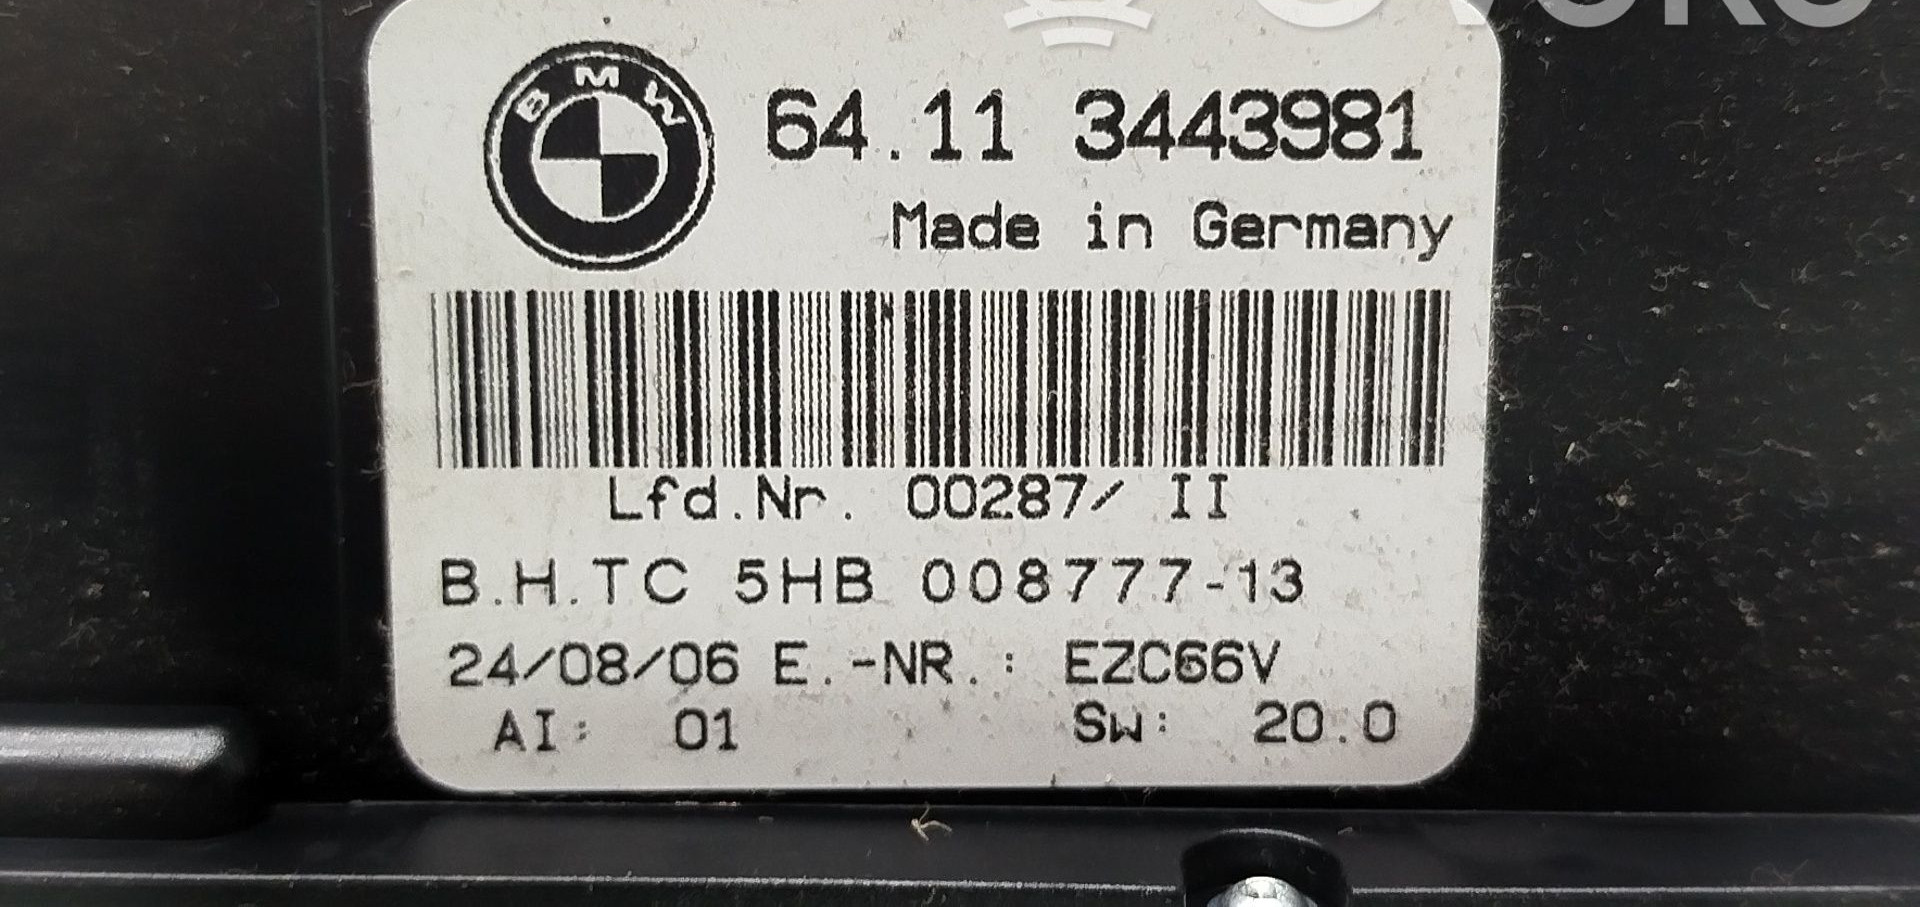 BMW
64.11 3443981
Made in Germany
Lfd.Nr. 00287/ II
B.H.TC 5HB 008777-13
24/08/06 E.-NR.: EZC66V
AI: 01 Sw: 20.0